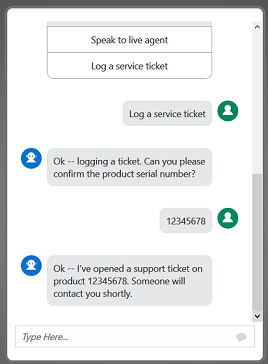 Speak to live agent
Log a service ticket
Log a service ticket
Ok -- logging a ticket. Can you please
confirm the product serial number?
12345678
Ok -- I've opened a support ticket on
product 12345678. Someone will
contact you shortly.
Type Here...